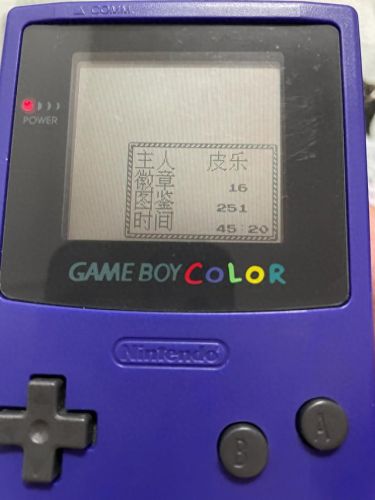 COMM.
POWER
主人 皮乐
徽章 16
图鉴 251
时间 45:20
GAME BOY COLOR
Nintendo
A
B